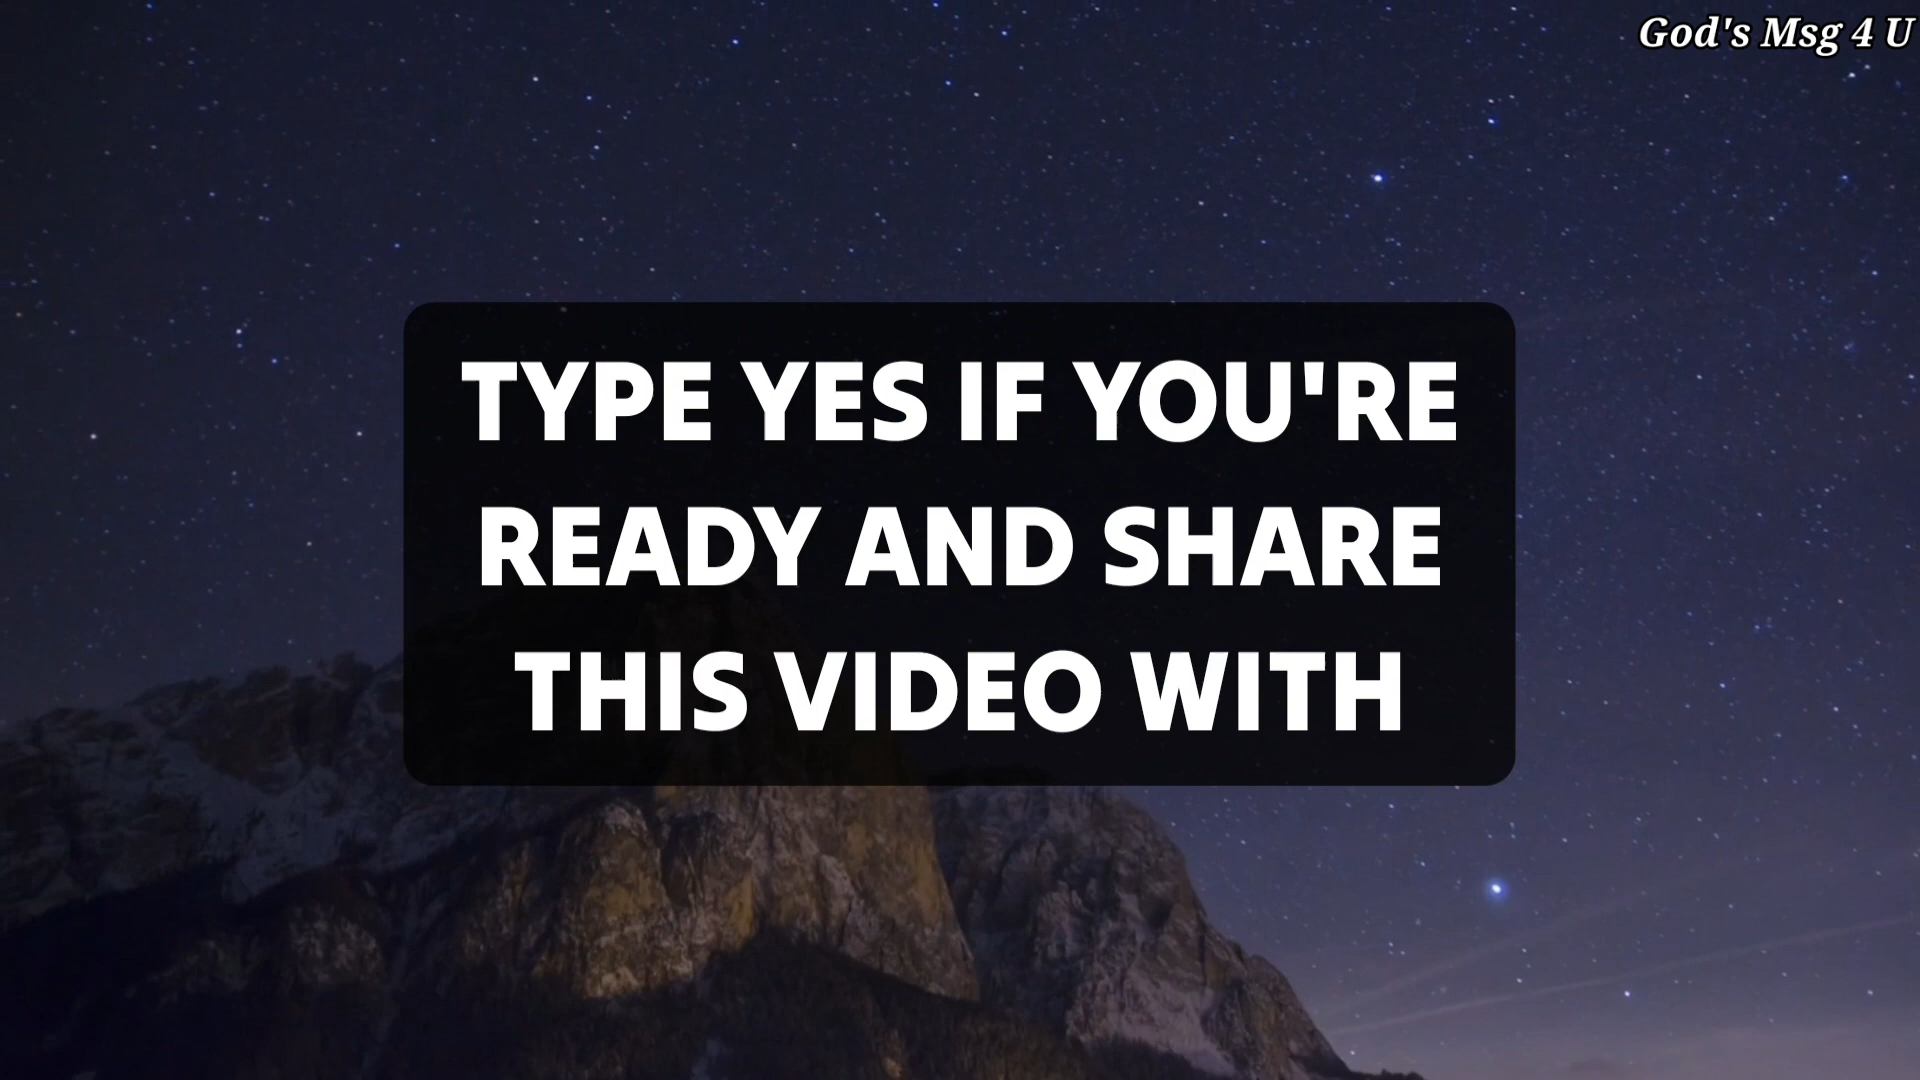 God's Msg 4 U
TYPE YES IF YOU'RE
READY AND SHARE
THIS VIDEO WITH